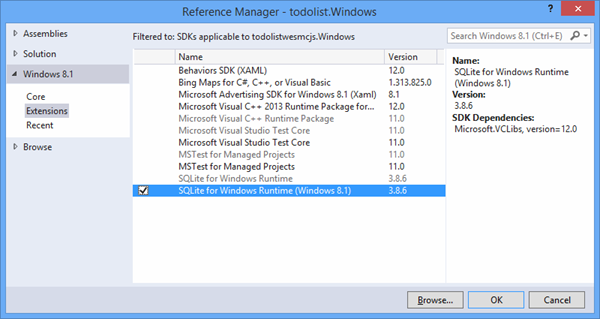 Reference Manager - todolist.Windows
Assemblies
Solution
Windows 8.1
Core
Extensions
Recent
Browse
Filtered to: SDKs applicable to todolistwesmcjs.Windows
Search Windows 8.1 (Ctrl+E)
Name Version
Behaviors SDK (XAML) 12.0
Bing Maps for C#, C++, or Visual Basic 1.313.825.0
Microsoft Advertising SDK for Windows 8.1 (Xaml) 8.1
Microsoft Visual C++ 2013 Runtime Package for... 12.0
Microsoft Visual C++ Runtime Package 11.0
Microsoft Visual Studio Test Core 11.0
Microsoft Visual Studio Test Core 11.0
MSTest for Managed Projects 11.0
MSTest for Managed Projects 11.0
SQLite for Windows Runtime 3.8.6
SQLite for Windows Runtime (Windows 8.1) 3.8.6
Name:
SQLite for Windows Runtime
(Windows 8.1)
Version:
3.8.6
SDK Dependencies:
Microsoft.VCLibs, version=12.0
Browse... OK Cancel